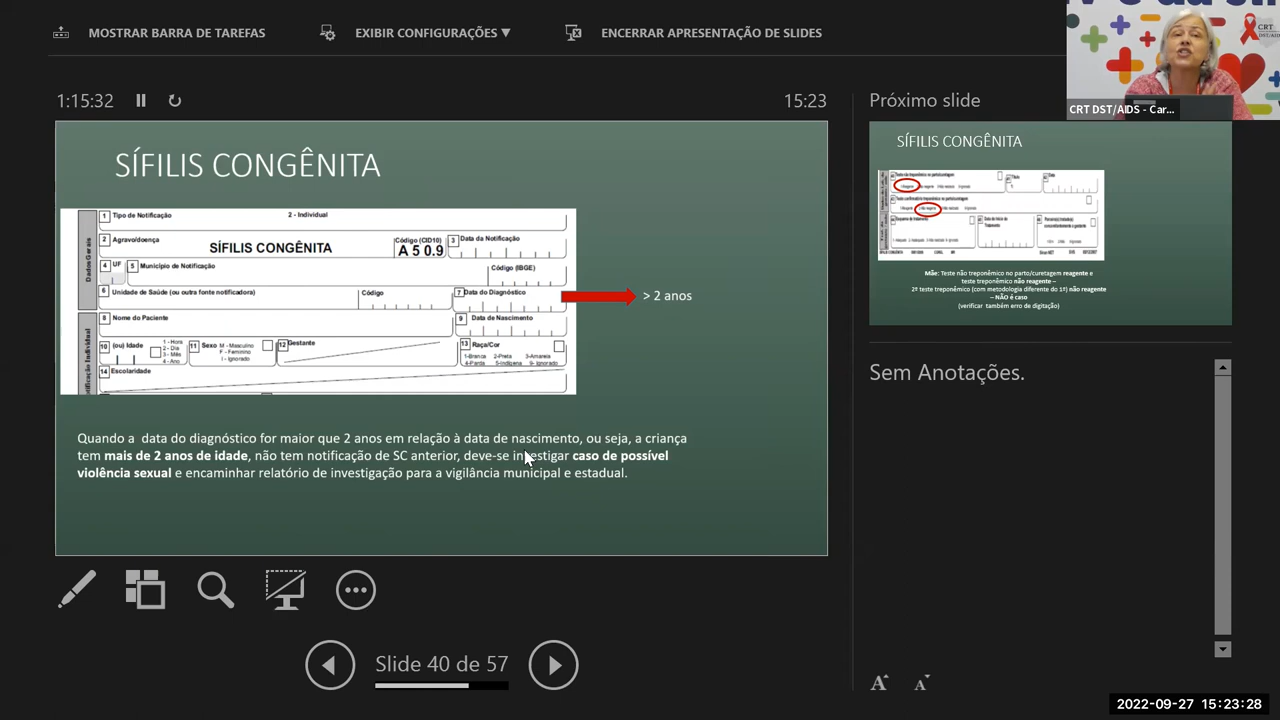 MOSTRAR BARRA DE TAREFAS
EXIBIR CONFIGURAÇÕES ▼
ENCERRAR APRESENTAÇÃO DE SLIDES
CRT
DST/AIDS
CRT DST/AIDS - Car...
1:15:32
15:23
Próximo slide
SÍFILIS CONGÊNITA
1 Tipo de Notificação
2 - Individual
2 Agravo/doença
SÍFILIS CONGÊNITA
Código (CID10)
A 5 0.9
3 Data da Notificação
4 UF
5 Município de Notificação
Código (IBGE)
6 Unidade de Saúde (ou outra fonte notificadora)
Código
7 Data do Diagnóstico
> 2 anos
8 Nome do Paciente
9 Data de Nascimento
10 (ou) Idade
1 - Hora
2 - Dia
3 - Mês
4 - Ano
11 Sexo
M - Masculino
F - Feminino
I - Ignorado
12 Gestante
13 Raça/Cor
1-Branca 2-Preta 3-Amarela
4-Parda 5-Indígena 9- Ignorado
14 Escolaridade
Dados Gerais
Quando a data do diagnóstico for maior que 2 anos em relação à data de nascimento, ou seja, a criança
tem mais de 2 anos de idade, não tem notificação de SC anterior, deve-se investigar caso de possível
violência sexual e encaminhar relatório de investigação para a vigilância municipal e estadual.
SÍFILIS CONGÊNITA
Mãe: Teste não treponêmico no parto/curetagem reagente e
teste treponêmico não reagente –
2º teste treponêmico (com metodologia diferente do 1º) não reagente
– NÃO é caso
(verificar também erro de digitação)
Sem Anotações.
Slide 40 de 57
A A
2022-09-27 15:23:28